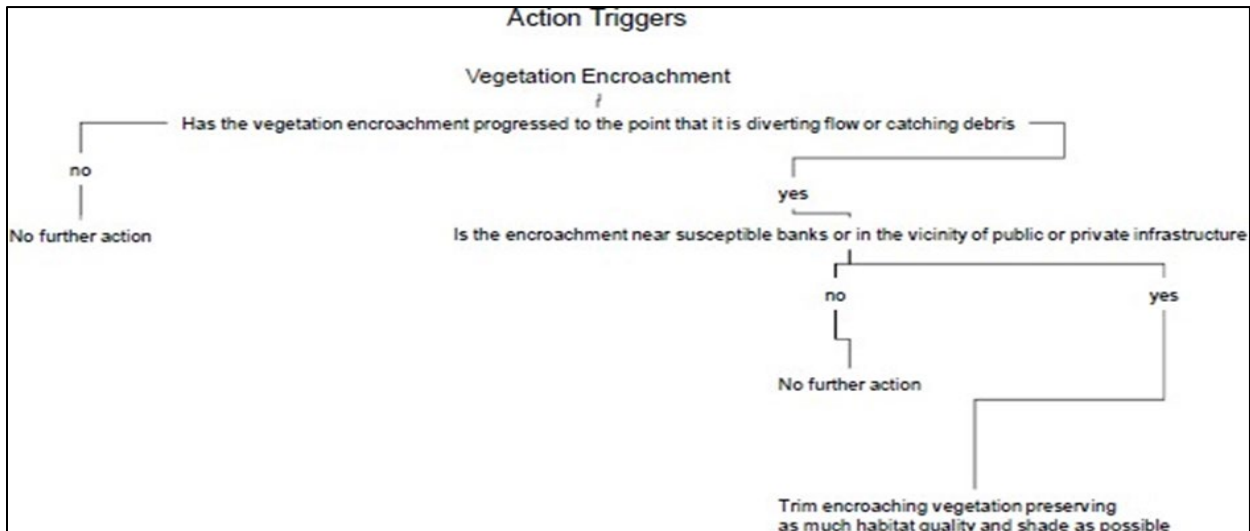 Action Triggers
Vegetation Encroachment
Has the vegetation encroachment progressed to the point that it is diverting flow or catching debris
no
yes
No further action
Is the encroachment near susceptible banks or in the vicinity of public or private infrastructure
no
yes
No further action
Trim encroaching vegetation preserving
as much habitat quality and shade as possible